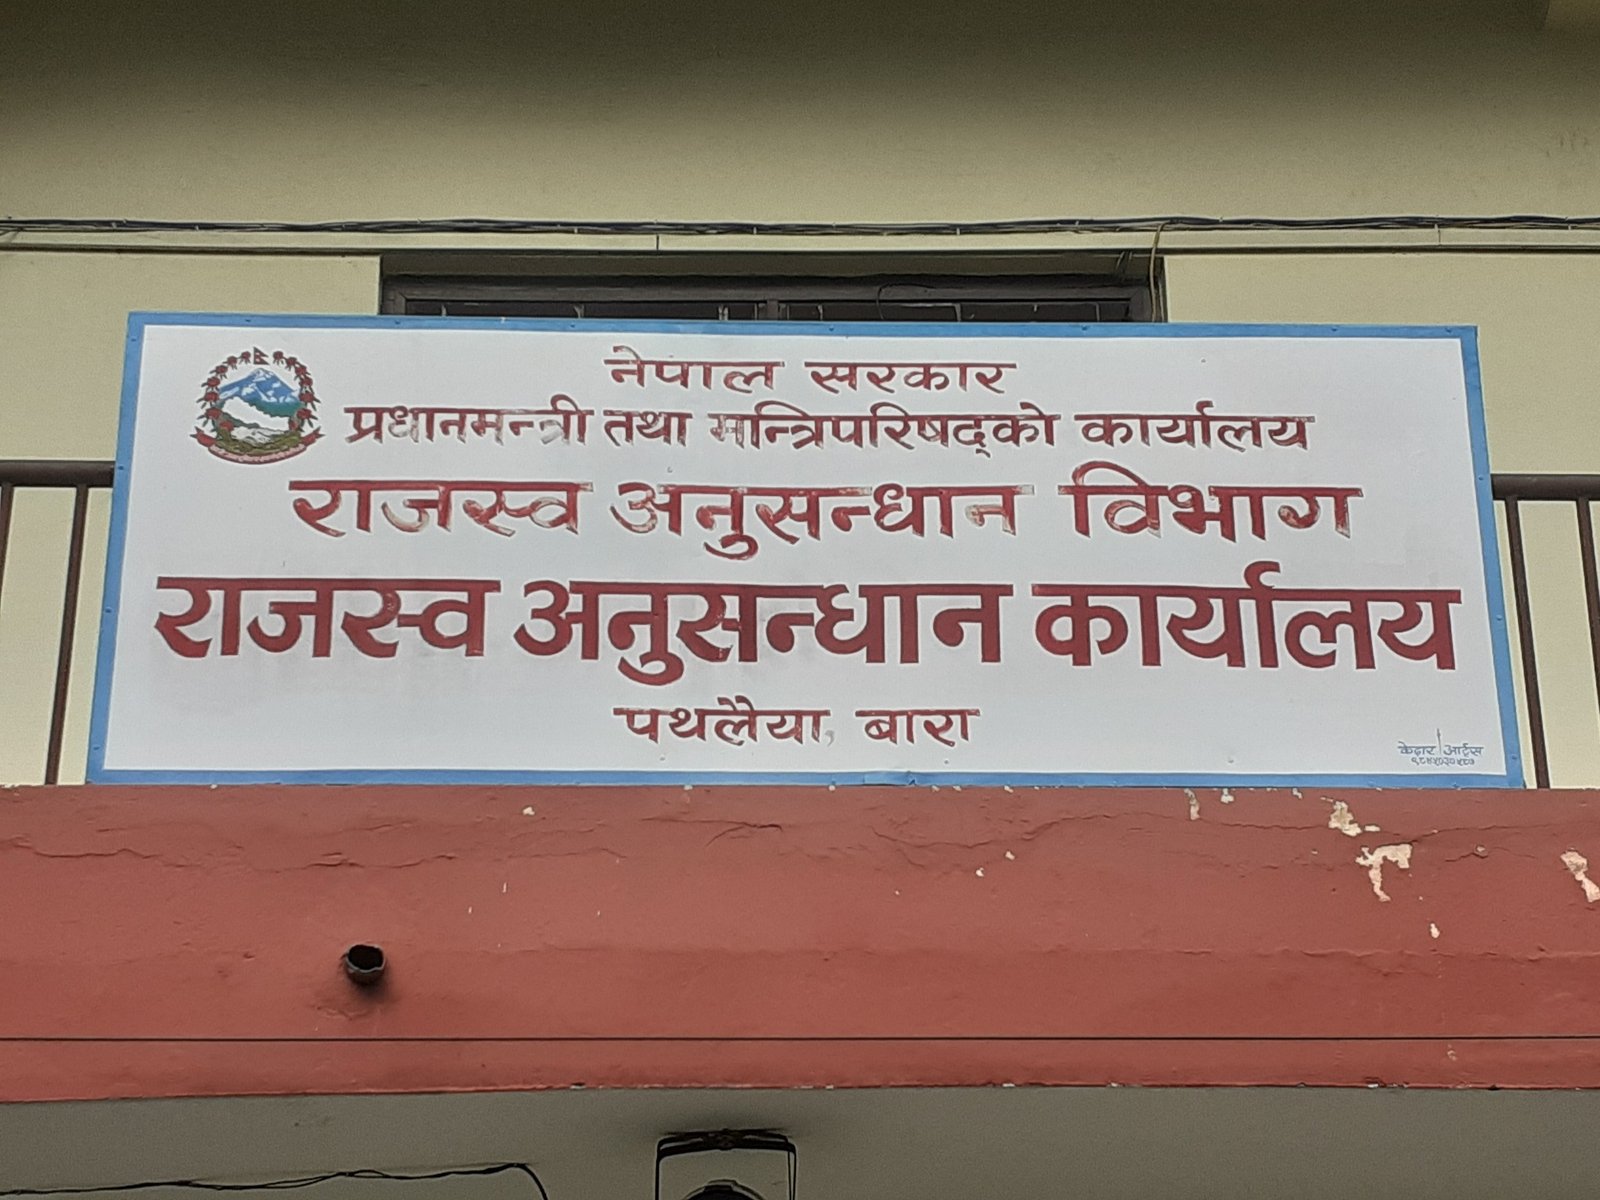 नेपाल सरकार
प्रधानमन्त्री तथा मन्त्रिपरिषद्को कार्यालय
राजस्व अनुसन्धान विभाग
राजस्व अनुसन्धान कार्यालय
पथलैया, बारा
केदार आर्ट्स